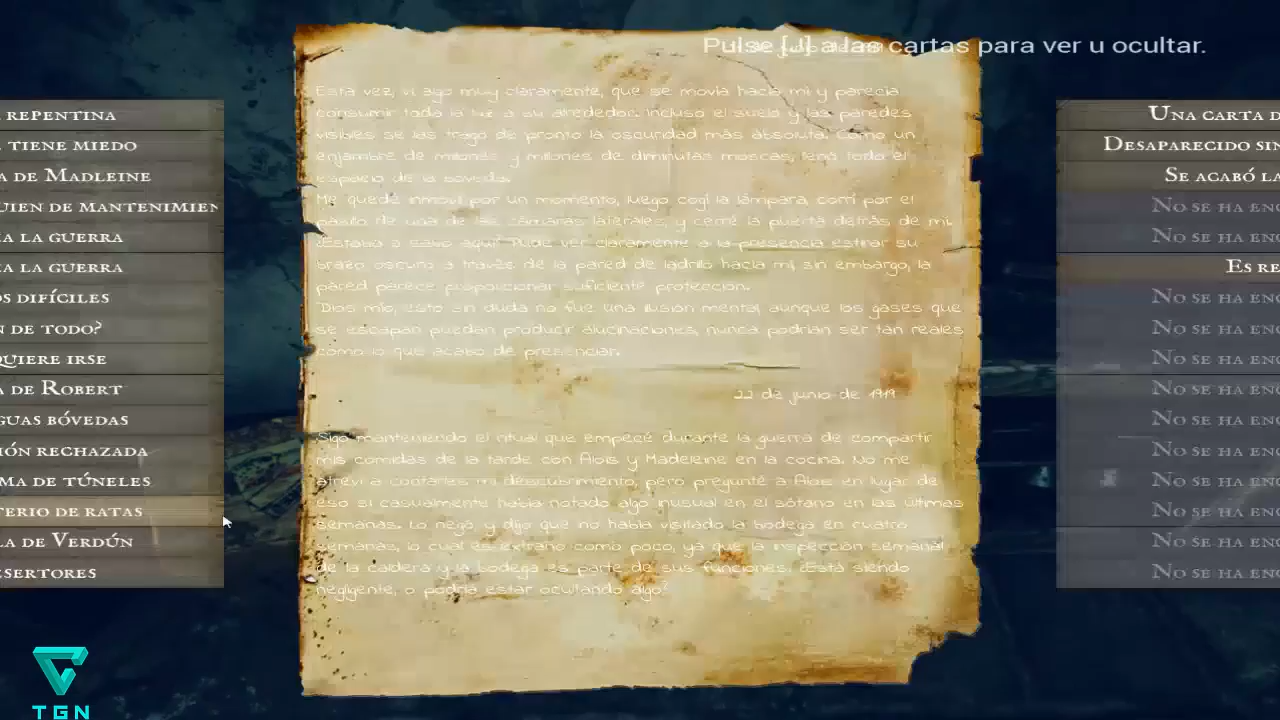 Pulse [J] a las cartas para ver u ocultar.
Esta vez, vi algo muy claramente, que se movía hacia mí y parecía
consumir toda la luz a su alrededor. Incluso el suelo y las paredes
visibles se las trago de pronto la oscuridad más absoluta. Como un
enjambre de millones y millones de diminutas moscas, llenó todo el
espacio de la bóveda.
Me quedé inmóvil por un momento, luego cogí la lámpara, corrí por el
pasillo de una de las cámaras laterales, y cerré la puerta detrás de mí.
¿Estaba a salvo aquí? Pude ver claramente a la presencia estirar su
brazo oscuro a través de la pared de ladrillo hacia mí, sin embargo, la
pared parece proporcionar suficiente protección.
Dios mío, esto sin duda no fue una ilusión mental, aunque los gases que
se escapan puedan producir alucinaciones, nunca podrían ser tan reales
como lo que acabo de presenciar.
22 de junio de 1919
Sigo manteniendo el ritual que empecé durante la guerra de compartir
mis comidas de la tarde con Alois y Madeleine en la cocina. No me
atreví a contarles mi descubrimiento, pero pregunté a Alois en lugar de
eso si casualmente había notado algo inusual en el sótano en las últimas
semanas. Lo negó y dijo que no había visitado la bodega en cuatro
semanas, lo cual es extraño como poco, ya que la inspección semanal
de la caldera y la bodega es parte de sus funciones. ¿Está siendo
negligente, o podría estar ocultando algo?
REPENTINA
TIENE MIEDO
A DE MADLEINE
UIEN DE MANTENIMIEN
A LA GUERRA
A LA GUERRA
OS DIFÍCILES
N DE TODO?
QUIERE IRSE
A DE ROBERT
GUAS BÓVEDAS
IÓN RECHAZADA
MA DE TÚNELES
TERIO DE RATAS
LA DE VERDÚN
ESERTORES
UNA CARTA D
DESAPARECIDO SIN
SE ACABÓ LA
NO SE HA ENC
NO SE HA ENC
ES RE
NO SE HA ENC
NO SE HA ENC
NO SE HA ENC
NO SE HA ENC
NO SE HA ENC
NO SE HA ENC
NO SE HA ENC
NO SE HA ENC
NO SE HA ENC
NO SE HA ENC
TGN